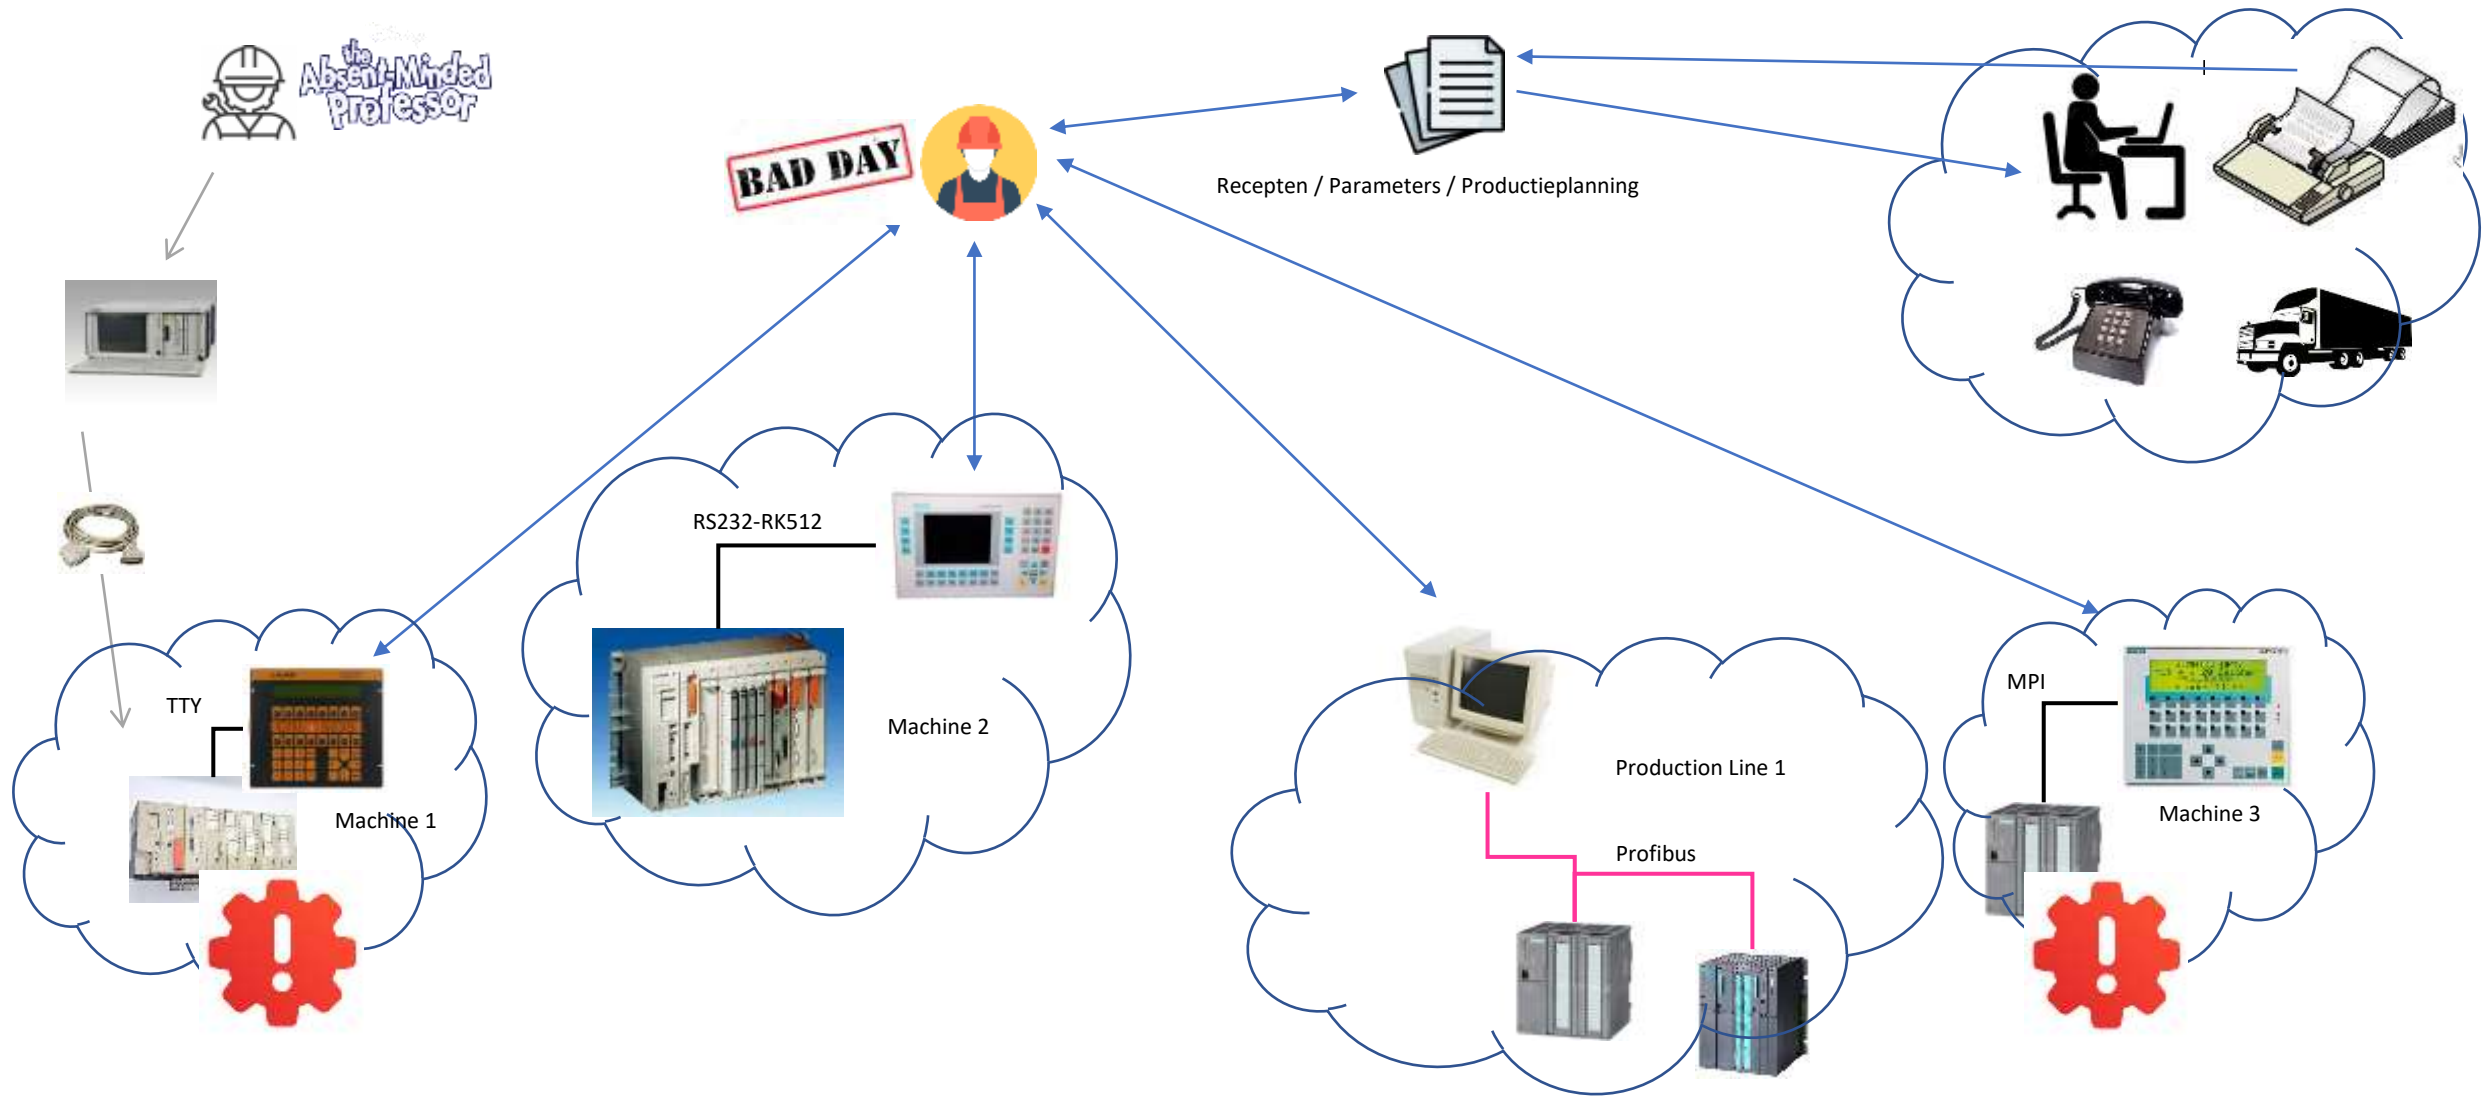 the
Absent-Minded
Professor
BAD DAY
Recepten / Parameters / Productieplanning
RS232-RK512
Machine 2
TTY
Machine 1
Production Line 1
Profibus
MPI
Machine 3